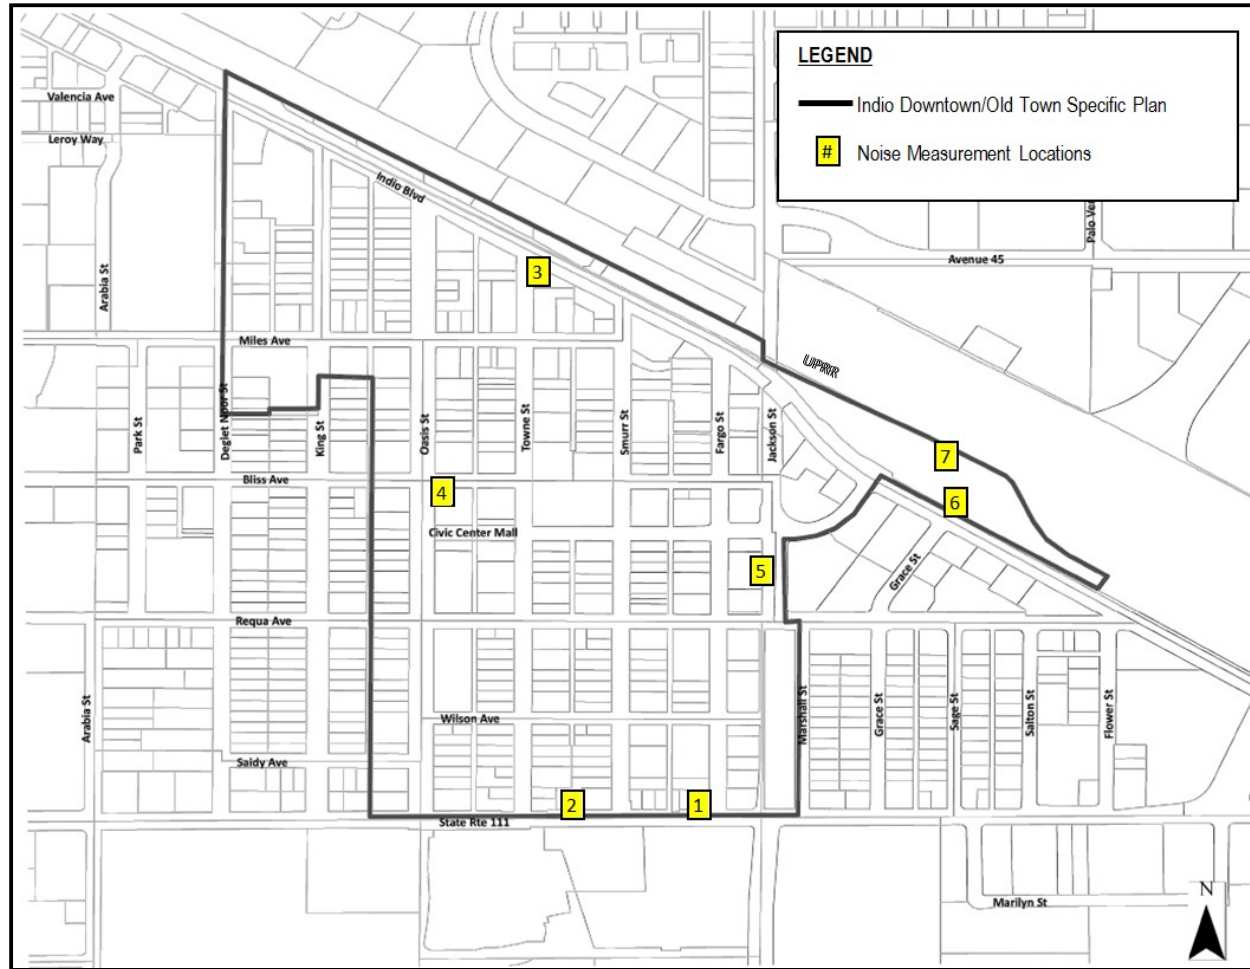 LEGEND
Indio Downtown/Old Town Specific Plan
# Noise Measurement Locations
Valencia Ave
Leroy Way
Arabia St
Indio Blvd
3
Avenue 45
Miles Ave
UPRR
Park St
Deglet Noor St
King St
Oasis St
Towne St
Smurr St
Fargo St
Jackson St
Bliss Ave
4
7
6
Civic Center Mall
5
Grace St
Requa Ave
Arabia St
Marshall St
Grace St
Sage St
Salton St
Flower St
Wilson Ave
Saidy Ave
2
1
State Rte 111
Marilyn St
N